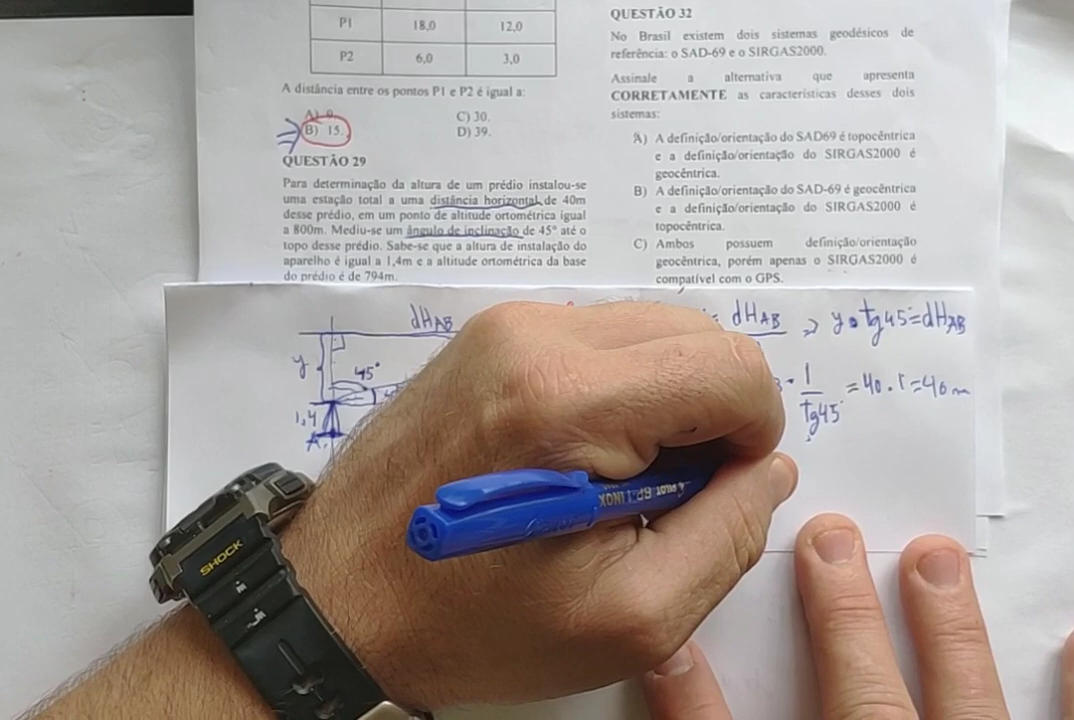 P1 18,0 12,0
P2 6,0 3,0
A distância entre os pontos P1 e P2 é igual a:
A) 9.
B) 15.
C) 30.
D) 39.
QUESTÃO 29
Para determinação da altura de um prédio instalou-se
uma estação total a uma distância horizontal de 40m
desse prédio, em um ponto de altitude ortométrica igual
a 800m. Mediu-se um ângulo de inclinação de 45° até o
topo desse prédio. Sabe-se que a altura de instalação do
aparelho é igual a 1,4m e a altitude ortométrica da base
do prédio é de 794m.
QUESTÃO 32
No Brasil existem dois sistemas geodésicos de
referência: o SAD-69 e o SIRGAS2000.
Assinale a alternativa que apresenta
CORRETAMENTE as características desses dois
sistemas:
A) A definição/orientação do SAD69 é topocêntrica
e a definição/orientação do SIRGAS2000 é
geocêntrica.
B) A definição/orientação do SAD-69 é geocêntrica
e a definição/orientação do SIRGAS2000 é
topocêntrica.
C) Ambos possuem definição/orientação
geocêntrica, porém apenas o SIRGAS2000 é
compatível com o GPS.
dHAB
= dHAB ⇒ y • tg45° = dHAB
y
45°
1,4
A
• 1/tg45° = 40 . 1 = 40 m
SHOCK
PILOT BP-1 INOX